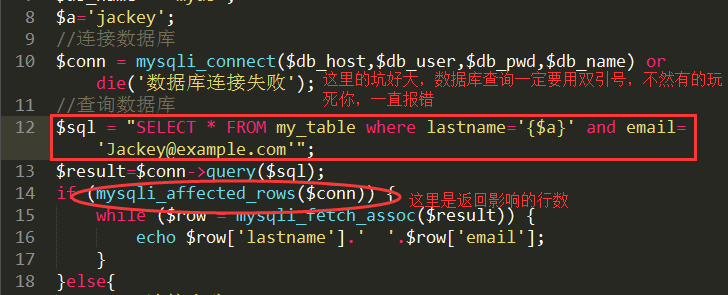 8 $a='jackey';
9 //连接数据库
10 $conn = mysqli_connect($db_host,$db_user,$db_pwd,$db_name) or
die('数据库连接失败');
这里的坑好大，数据库查询一定要用双引号，不然有的玩
死你，一直报错
11 //查询数据库
12 $sql = "SELECT * FROM my_table where lastname='{$a}' and email=
'Jackey@example.com'";
13 $result=$conn->query($sql);
14 if (mysqli_affected_rows($conn)) {
这里是返回影响的行数
15 while ($row = mysqli_fetch_assoc($result)) {
16 echo $row['lastname'].'  '.$row['email'];
17 }
18 }else{